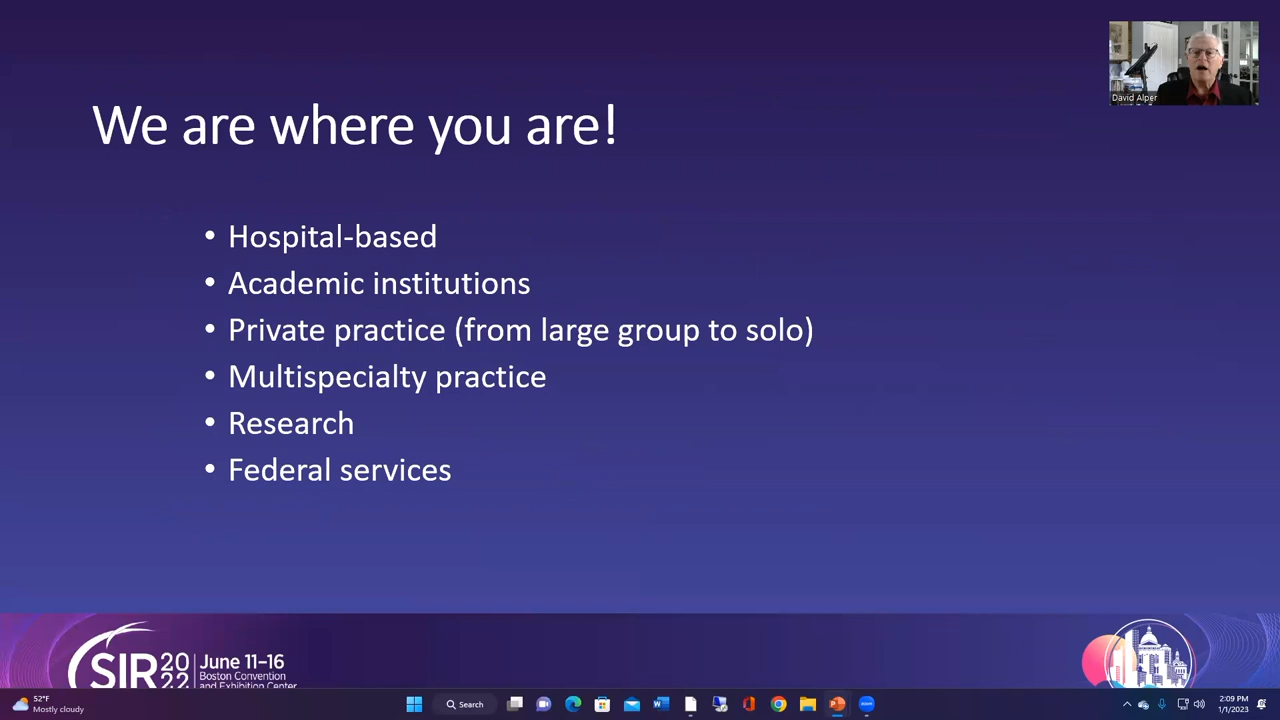 David Alper
We are where you are!
• Hospital-based
• Academic institutions
• Private practice (from large group to solo)
• Multispecialty practice
• Research
• Federal services
SIR 20
22
June 11–16
Boston Convention
and Exhibition Center
52°F
Mostly cloudy
Search
2:09 PM
1/1/2023